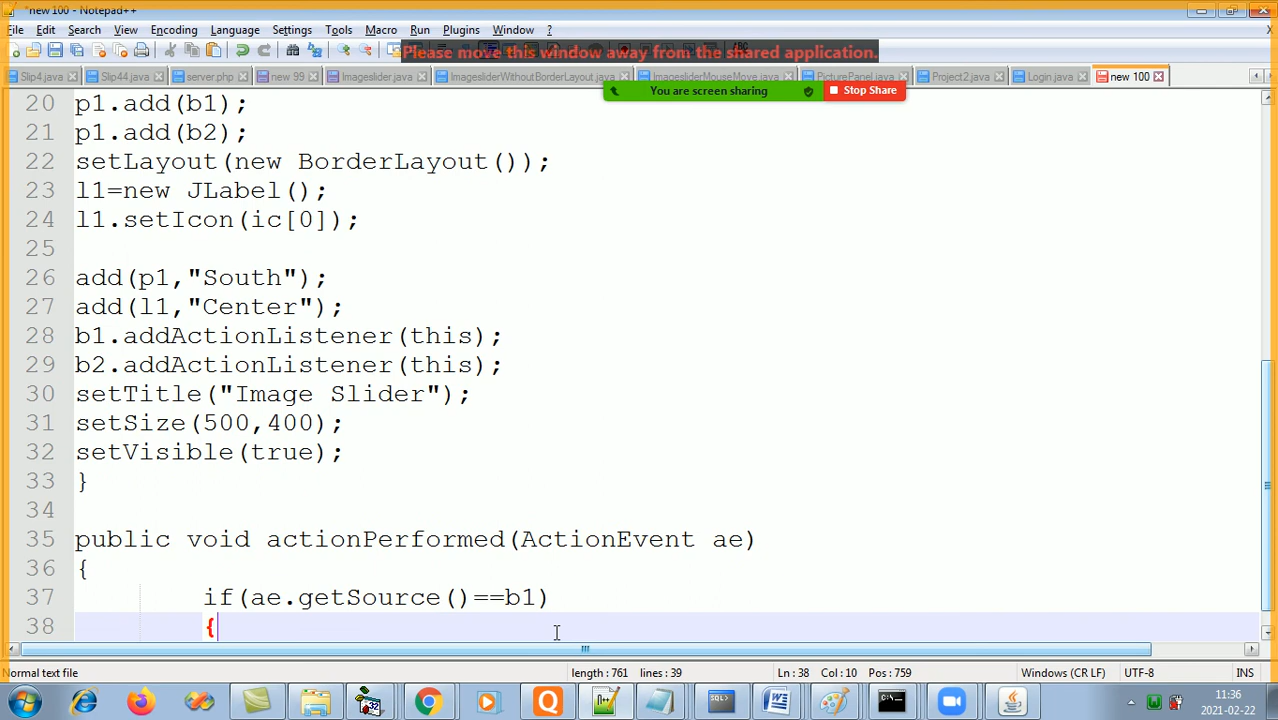 *new 100 - Notepad++
File Edit Search View Encoding Language Settings Tools Macro Run Plugins Window ?
Please move this window away from the shared application.
Slip4.java Slip44.java server.php new 99 Imageslider.java ImagesliderWithoutBorderLayout.java ImagesliderMouseMove.java PicturePanel.java Project2.java Login.java new 100
You are screen sharing Stop Share
20 p1.add(b1);
21 p1.add(b2);
22 setLayout(new BorderLayout());
23 l1=new JLabel();
24 l1.setIcon(ic[0]);
25
26 add(p1,"South");
27 add(l1,"Center");
28 b1.addActionListener(this);
29 b2.addActionListener(this);
30 setTitle("Image Slider");
31 setSize(500,400);
32 setVisible(true);
33 }
34
35 public void actionPerformed(ActionEvent ae)
36 {
37 if(ae.getSource()==b1)
38 {
Normal text file length : 761 lines : 39 Ln : 38 Col : 10 Pos : 759 Windows (CR LF) UTF-8 INS
11:36
2021-02-22